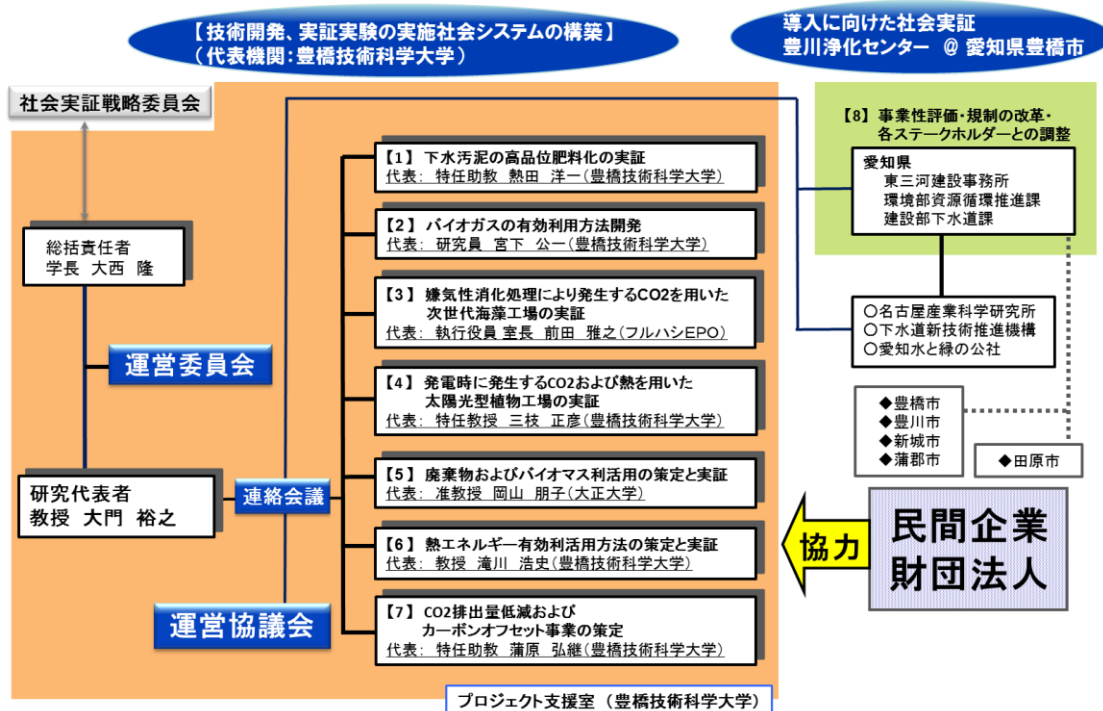 【技術開発、実証実験の実施社会システムの構築】
(代表機関:豊橋技術科学大学)
導入に向けた社会実証
豊川浄化センター @ 愛知県豊橋市
社会実証戦略委員会
総括責任者
学長 大西 隆
運営委員会
研究代表者
教授 大門 裕之
連絡会議
運営協議会
【1】 下水汚泥の高品位肥料化の実証
代表: 特任助教 熱田 洋一(豊橋技術科学大学)
【2】 バイオガスの有効利用方法開発
代表: 研究員 宮下 公一(豊橋技術科学大学)
【3】 嫌気性消化処理により発生するCO2を用いた
次世代海藻工場の実証
代表: 執行役員 室長 前田 雅之(フルハシEPO)
【4】 発電時に発生するCO2および熱を用いた
太陽光型植物工場の実証
代表: 特任教授 三枝 正彦(豊橋技術科学大学)
【5】 廃棄物およびバイオマス利活用の策定と実証
代表: 准教授 岡山 朋子(大正大学)
【6】 熱エネルギー有効利活用方法の策定と実証
代表: 教授 滝川 浩史(豊橋技術科学大学)
【7】 CO2排出量低減および
カーボンオフセット事業の策定
代表: 特任助教 蒲原 弘継(豊橋技術科学大学)
プロジェクト支援室 (豊橋技術科学大学)
【8】 事業性評価・規制の改革・
各ステークホルダーとの調整
愛知県
東三河建設事務所
環境部資源循環推進課
建設部下水道課
○名古屋産業科学研究所
○下水道新技術推進機構
○愛知水と緑の公社
◆豊橋市
◆豊川市
◆新城市
◆蒲郡市
◆田原市
協力
民間企業
財団法人